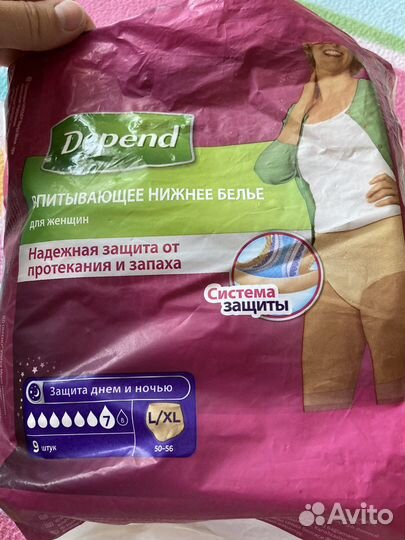 Depend
ВПИТЫВАЮЩЕЕ НИЖНЕЕ БЕЛЬЕ
для женщин
Надежная защита от
протекания и запаха
Система
защиты
Защита днем и ночью
7 8
L/XL
9 штук
50-56
Avito